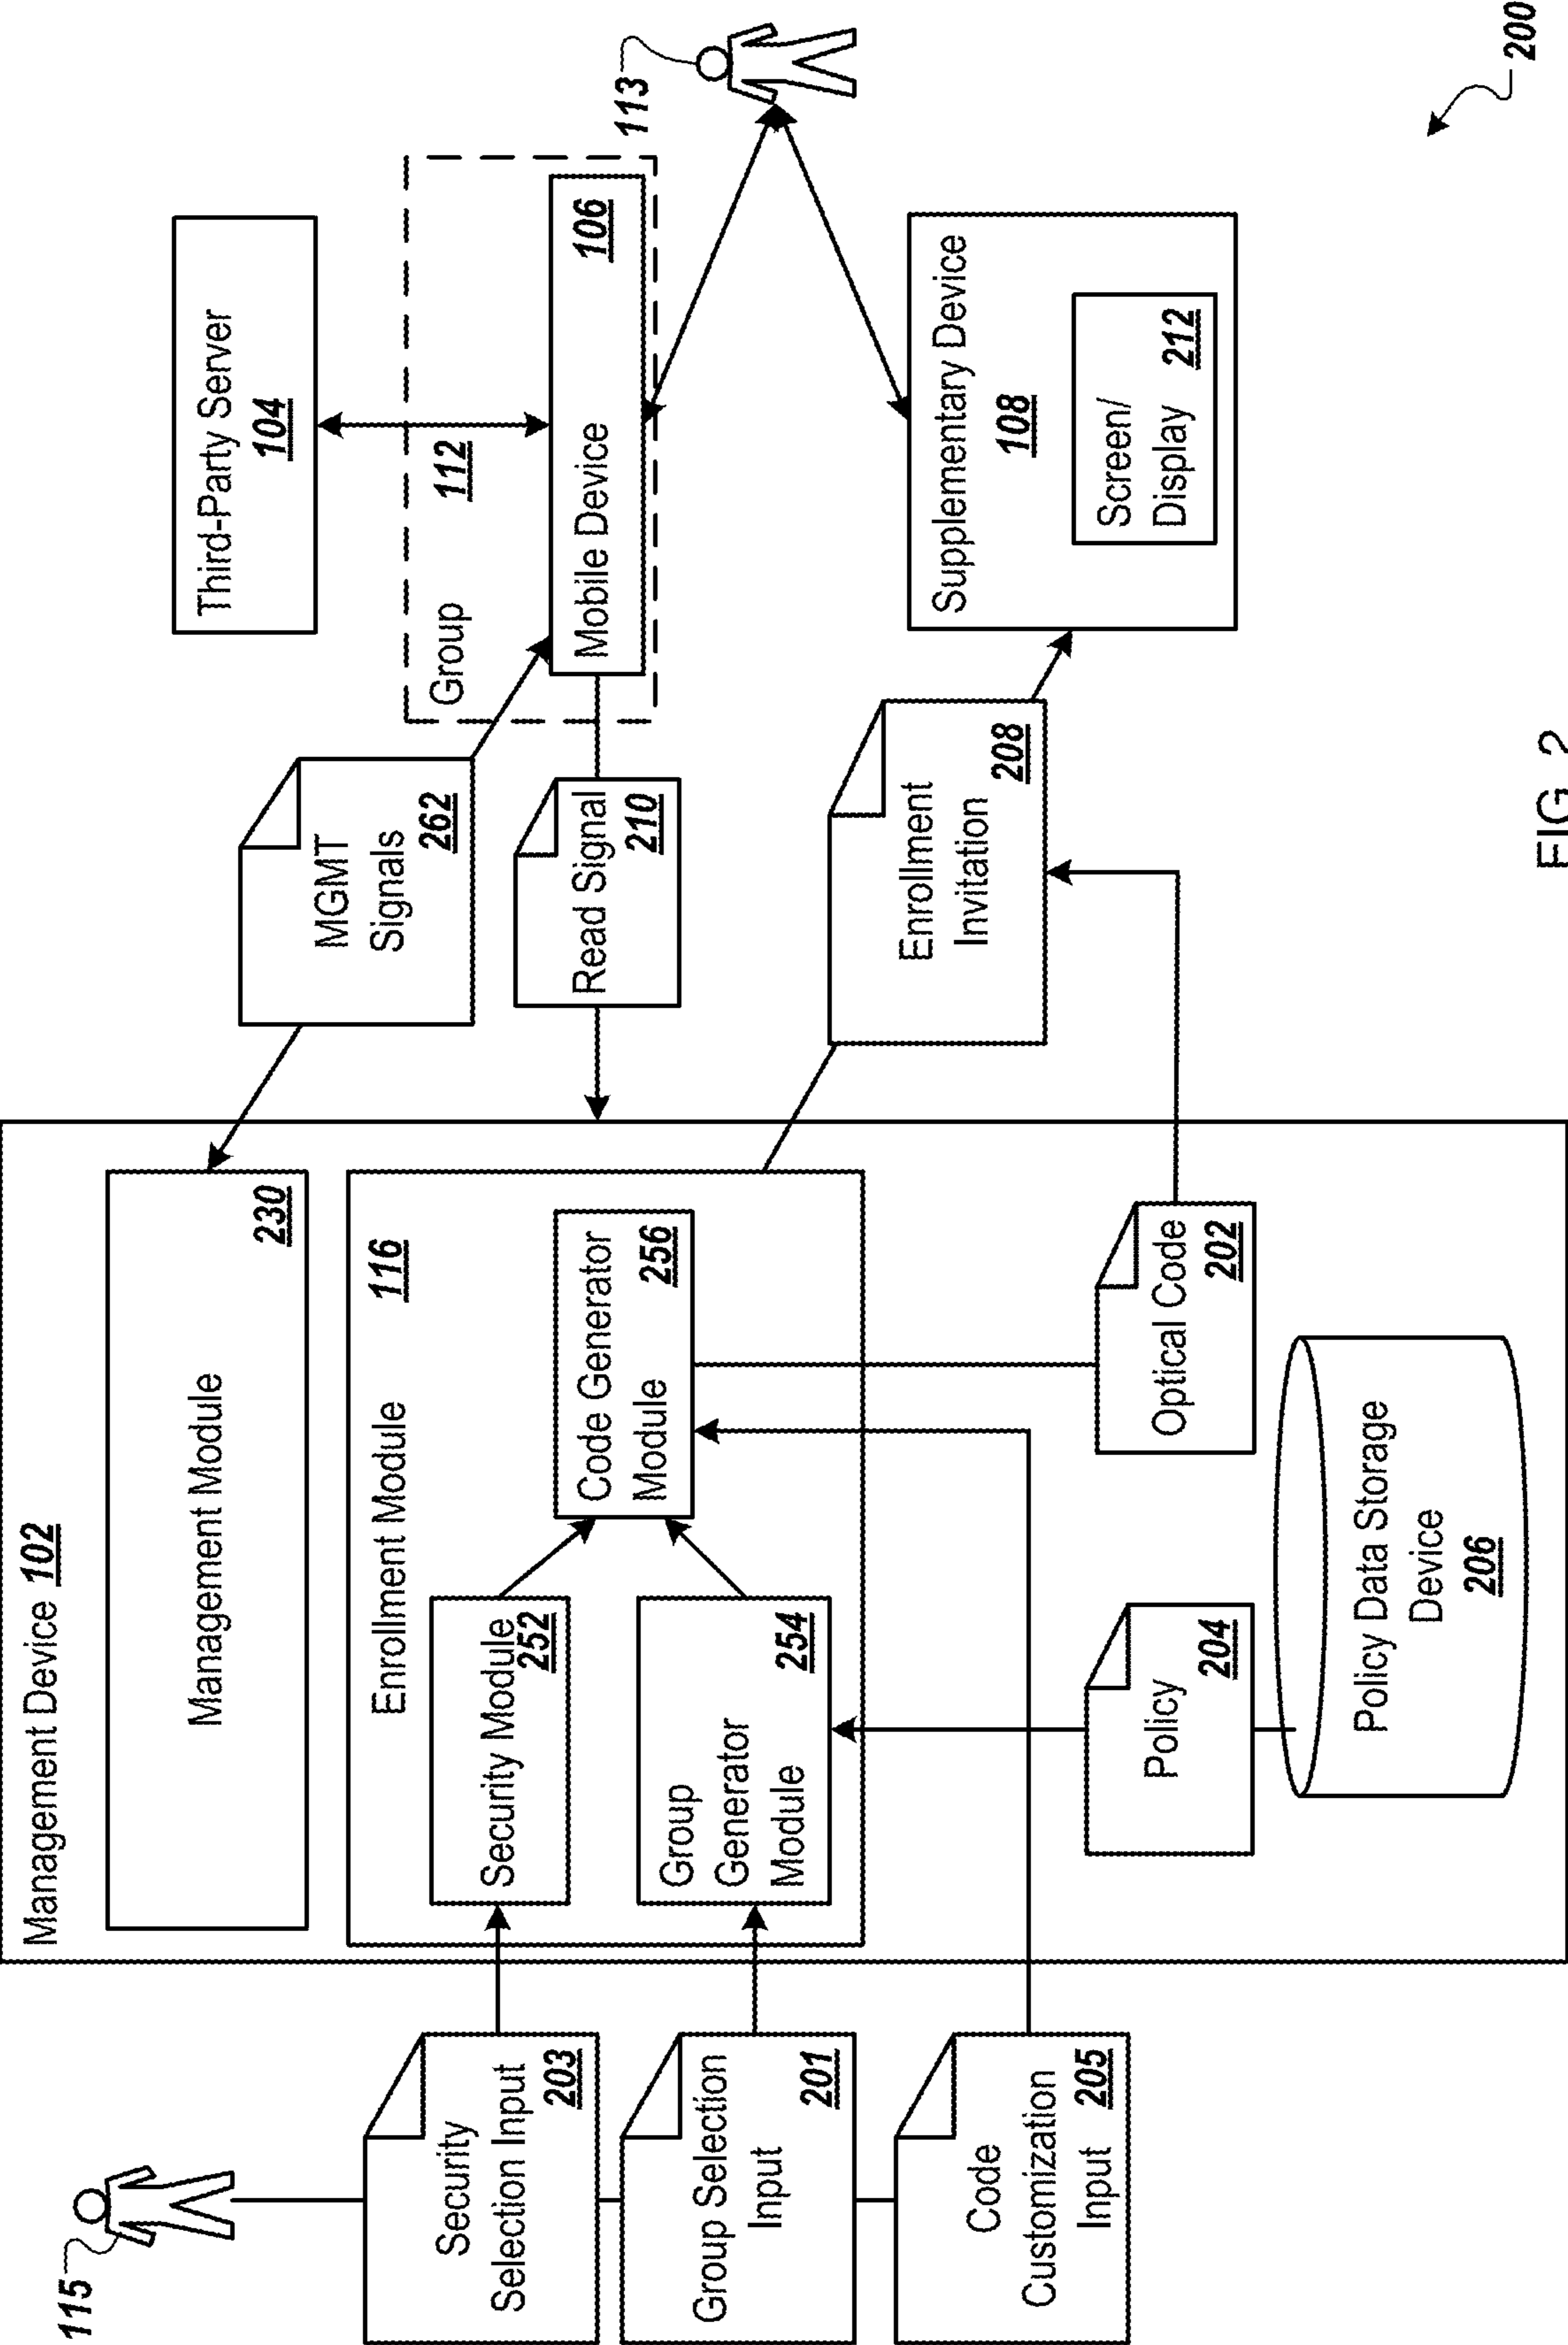 115
Security
Selection Input
203
Group Selection
Input
201
Code
Customization
Input
205
Management Device 102
Management Module
230
Enrollment Module
116
Security Module
252
Group
Generator
Module
254
Code Generator
Module
256
Policy
204
Optical Code
202
Policy Data Storage
Device
206
MGMT
Signals
262
Read Signal
210
Enrollment
Invitation
208
Third-Party Server
104
Group
112
Mobile Device
106
113
Supplementary Device
108
Screen/
Display
212
200
FIG. 2